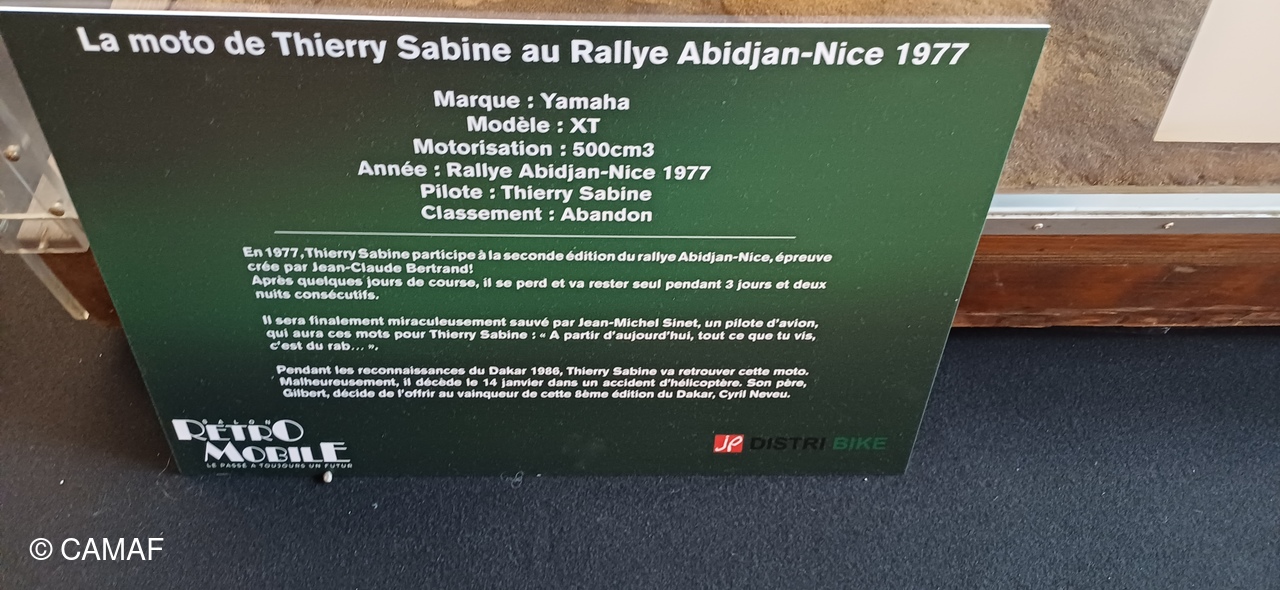 La moto de Thierry Sabine au Rallye Abidjan-Nice 1977
Marque : Yamaha
Modèle : XT
Motorisation : 500cm3
Année : Rallye Abidjan-Nice 1977
Pilote : Thierry Sabine
Classement : Abandon
En 1977, Thierry Sabine participe à la seconde édition du rallye Abidjan-Nice, épreuve
crée par Jean-Claude Bertrand!
Après quelques jours de course, il se perd et va rester seul pendant 3 jours et deux
nuits consécutifs.
Il sera finalement miraculeusement sauvé par Jean-Michel Sinet, un pilote d'avion,
qui aura ces mots pour Thierry Sabine : « A partir d'aujourd'hui, tout ce que tu vis,
c'est du rab... ».
Pendant les reconnaissances du Dakar 1986, Thierry Sabine va retrouver cette moto.
Malheureusement, il décède le 14 janvier dans un accident d'hélicoptère. Son père,
Gilbert, décide de l'offrir au vainqueur de cette 8ème édition du Dakar, Cyril Neveu.
SALON
RETRO
MOBILE
LE PASSÉ A TOUJOURS UN FUTUR
JP DISTRI BIKE
© CAMAF